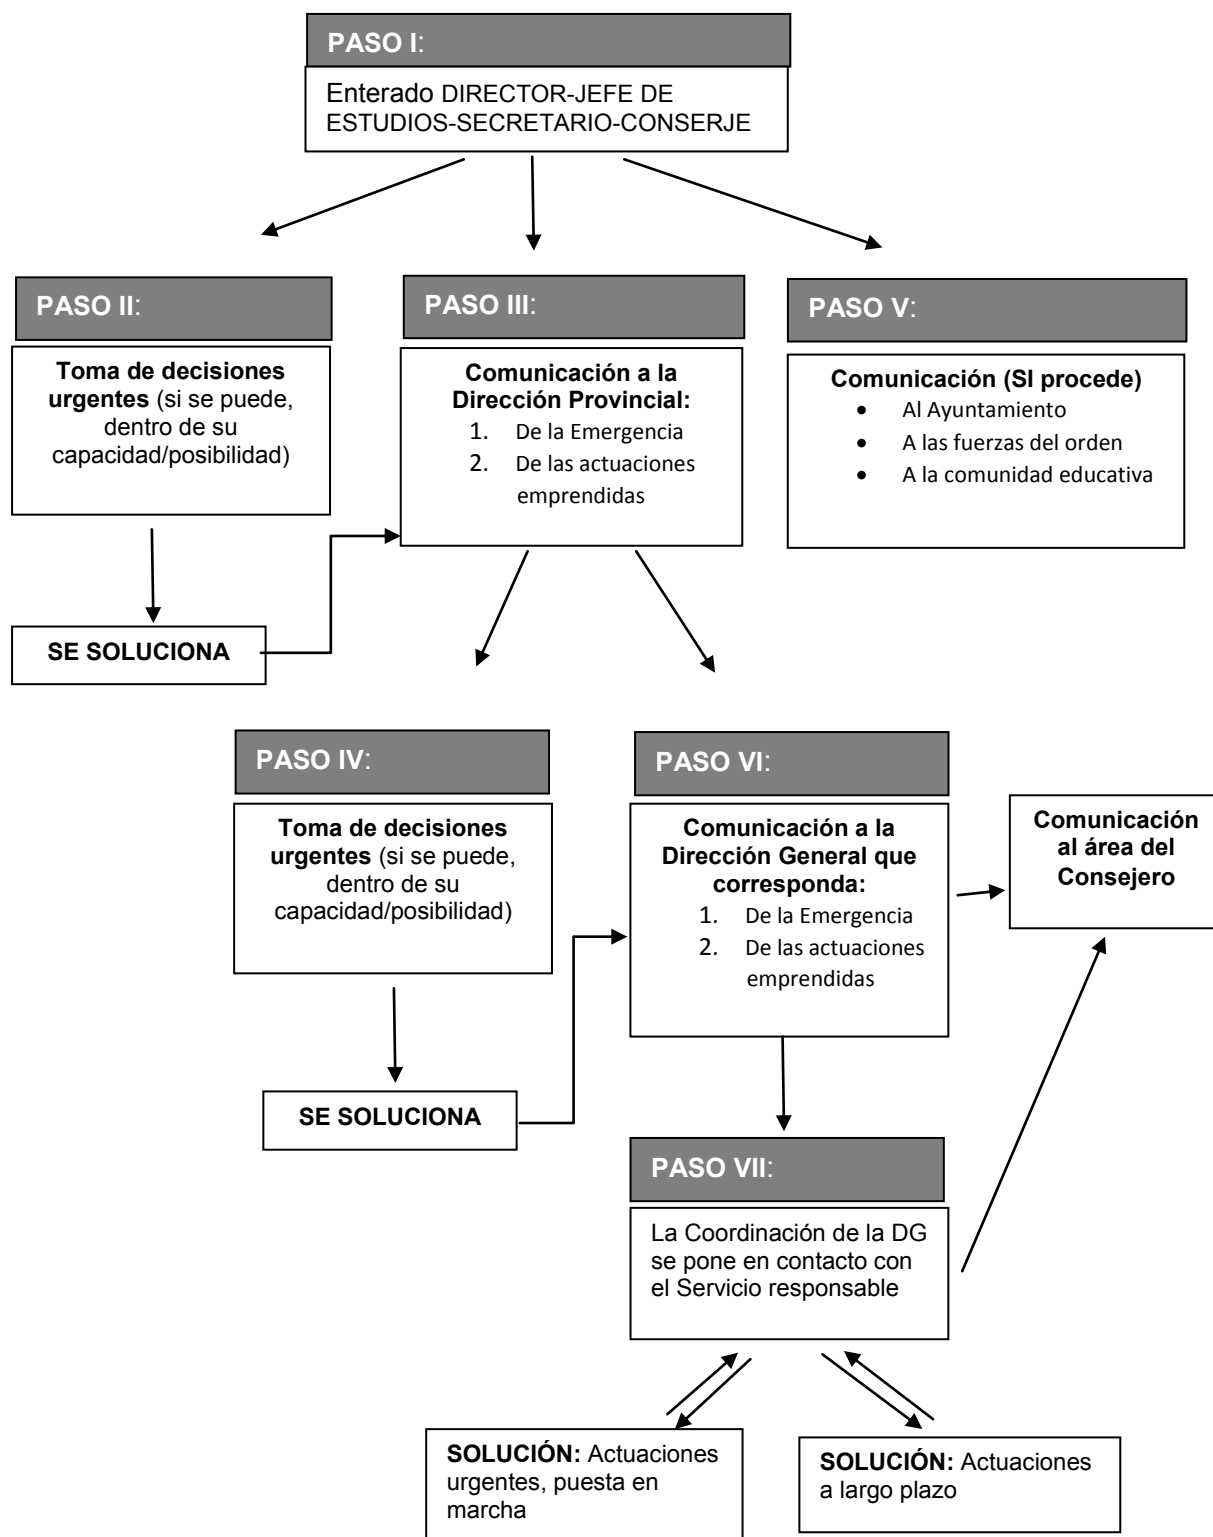 PASO I:
Enterado DIRECTOR-JEFE DE
ESTUDIOS-SECRETARIO-CONSERJE
PASO II:
Toma de decisiones
urgentes (si se puede,
dentro de su
capacidad/posibilidad)
SE SOLUCIONA
PASO III:
Comunicación a la
Dirección Provincial:
1. De la Emergencia
2. De las actuaciones
emprendidas
PASO V:
Comunicación (SI procede)
• Al Ayuntamiento
• A las fuerzas del orden
• A la comunidad educativa
PASO IV:
Toma de decisiones
urgentes (si se puede,
dentro de su
capacidad/posibilidad)
SE SOLUCIONA
PASO VI:
Comunicación a la
Dirección General que
corresponda:
1. De la Emergencia
2. De las actuaciones
emprendidas
Comunicación
al área del
Consejero
PASO VII:
La Coordinación de la DG
se pone en contacto con
el Servicio responsable
SOLUCIÓN: Actuaciones
urgentes, puesta en
marcha
SOLUCIÓN: Actuaciones
a largo plazo